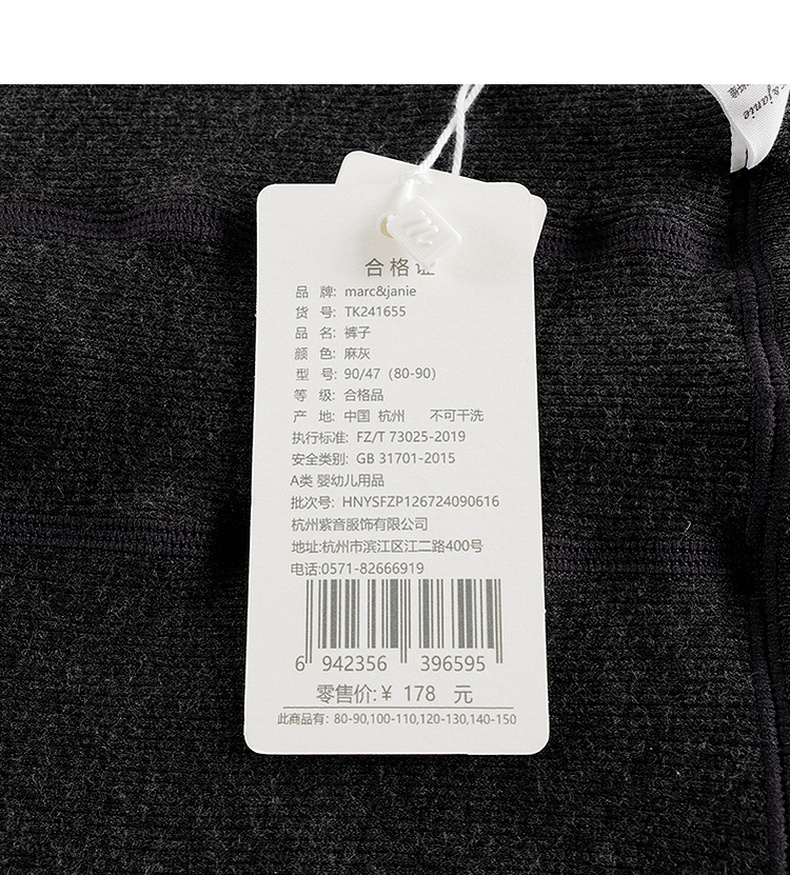 &janie
合格证
品 牌: marc&janie
货 号: TK241655
品 名: 裤子
颜 色: 麻灰
型 号: 90/47 (80-90)
等 级: 合格品
产 地: 中国 杭州 不可干洗
执行标准: FZ/T 73025-2019
安全类别: GB 31701-2015
A类 婴幼儿用品
批次号: HNYSFZP126724090616
杭州紫音服饰有限公司
地址:杭州市滨江区江二路400号
电话:0571-82666919
6 942356 396595
零售价:¥ 178 元
此商品有: 80-90,100-110,120-130,140-150